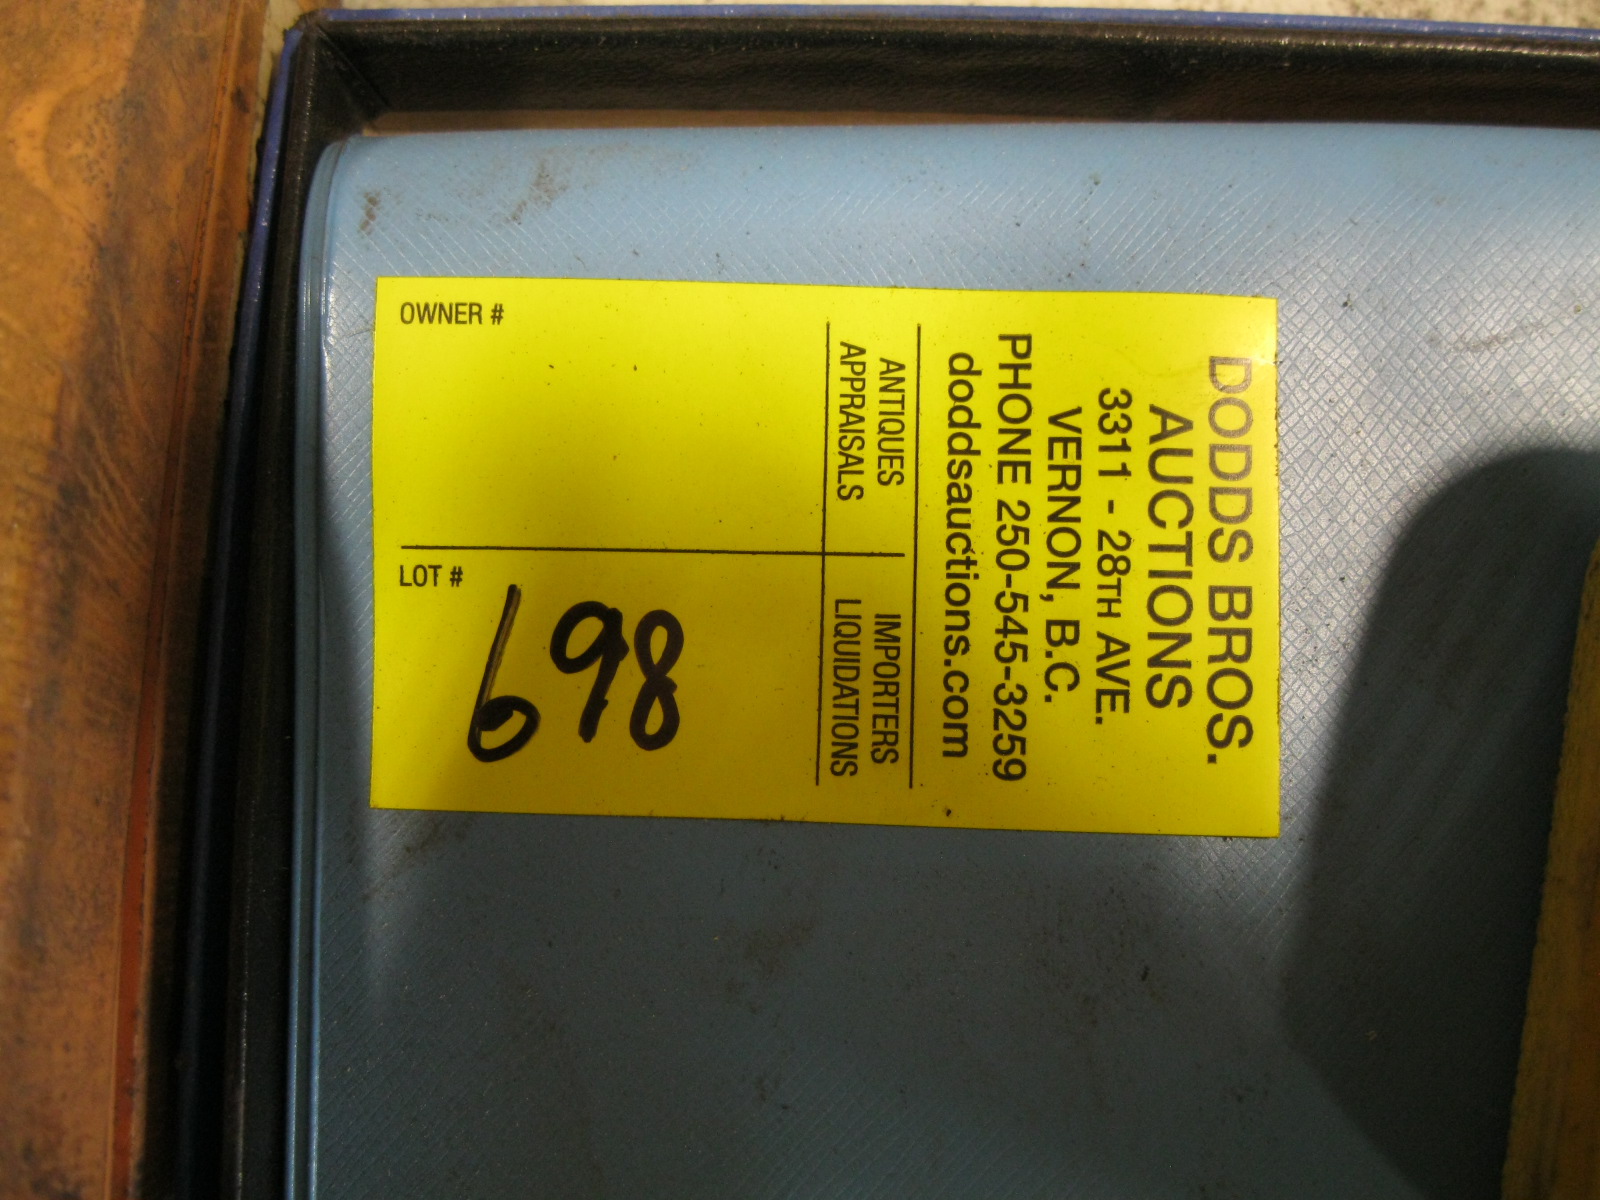 DODDS BROS.
AUCTIONS
3311 - 28TH AVE.
VERNON, B.C.
PHONE 250-545-3259
doddsauctions.com
ANTIQUES
APPRAISALS
IMPORTERS
LIQUIDATIONS
OWNER #
LOT #
698